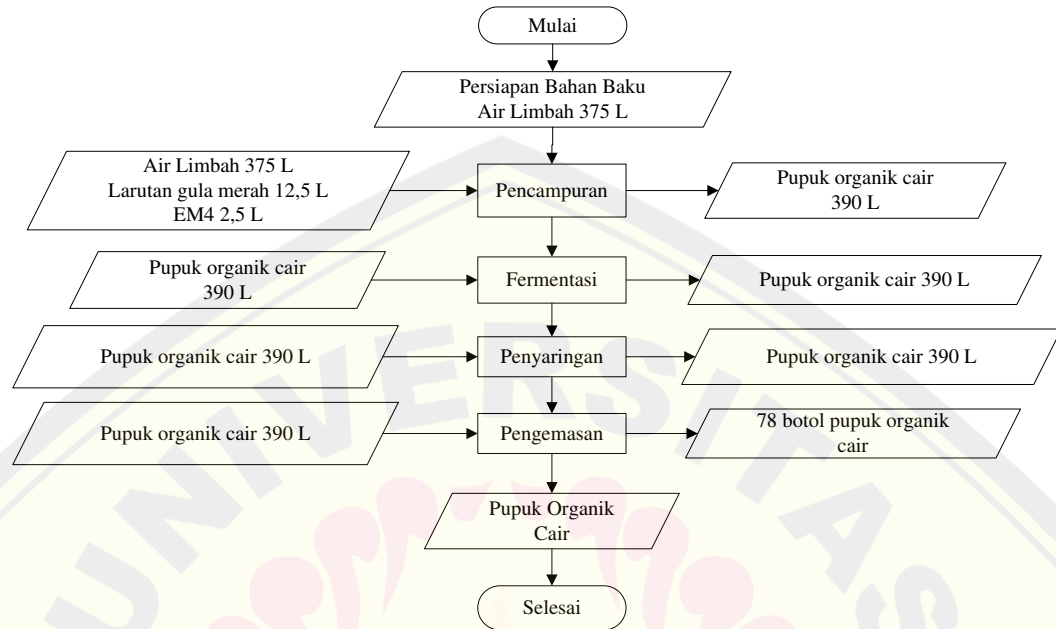 Mulai
Persiapan Bahan Baku
Air Limbah 375 L
Air Limbah 375 L
Larutan gula merah 12,5 L
EM4 2,5 L
Pencampuran
Pupuk organik cair
390 L
Pupuk organik cair
390 L
Fermentasi
Pupuk organik cair 390 L
Pupuk organik cair 390 L
Penyaringan
Pupuk organik cair 390 L
Pupuk organik cair 390 L
Pengemasan
78 botol pupuk organik
cair
Pupuk Organik
Cair
Selesai
UNIVERSITAS